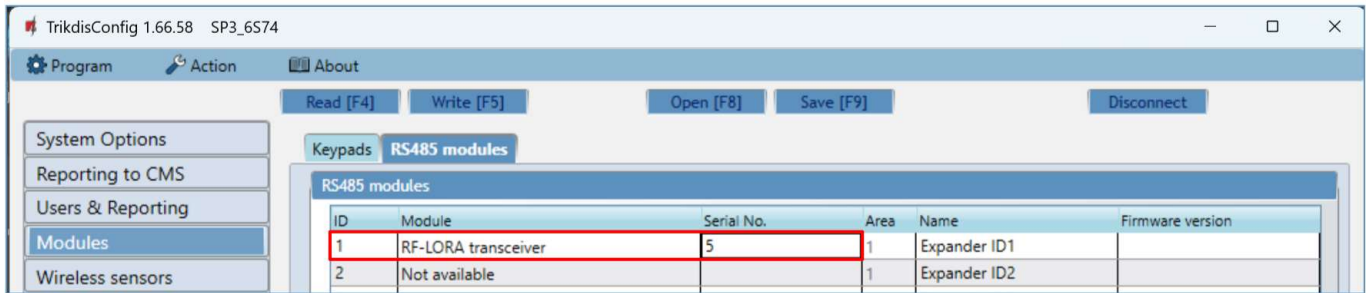 TrikdisConfig 1.66.58 SP3_6S74
Program Action About
Read [F4] Write [F5] Open [F8] Save [F9] Disconnect
System Options
Reporting to CMS
Users & Reporting
Modules
Wireless sensors
Keypads RS485 modules
RS485 modules
ID Module Serial No. Area Name Firmware version
1 RF-LORA transceiver 5 1 Expander ID1
2 Not available 1 Expander ID2